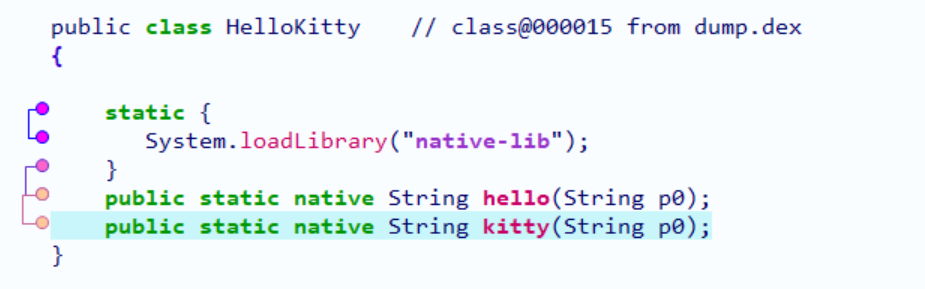 public class HelloKitty    // class@000015 from dump.dex
{
static {
System.loadLibrary("native-lib");
}
public static native String hello(String p0);
public static native String kitty(String p0);
}